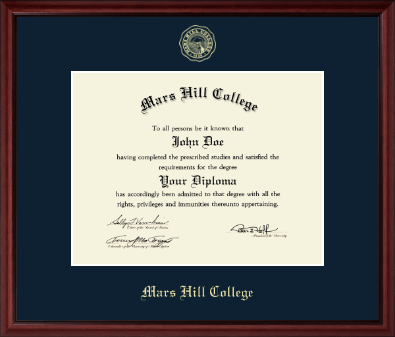 Mars Hill College
To all persons be it known that
John Doe
having completed the prescribed studies and satisfied the
requirements for the degree
Your Diploma
has accordingly been admitted to that degree with all the
rights, privileges and immunities thereunto appertaining.
Mars Hill College